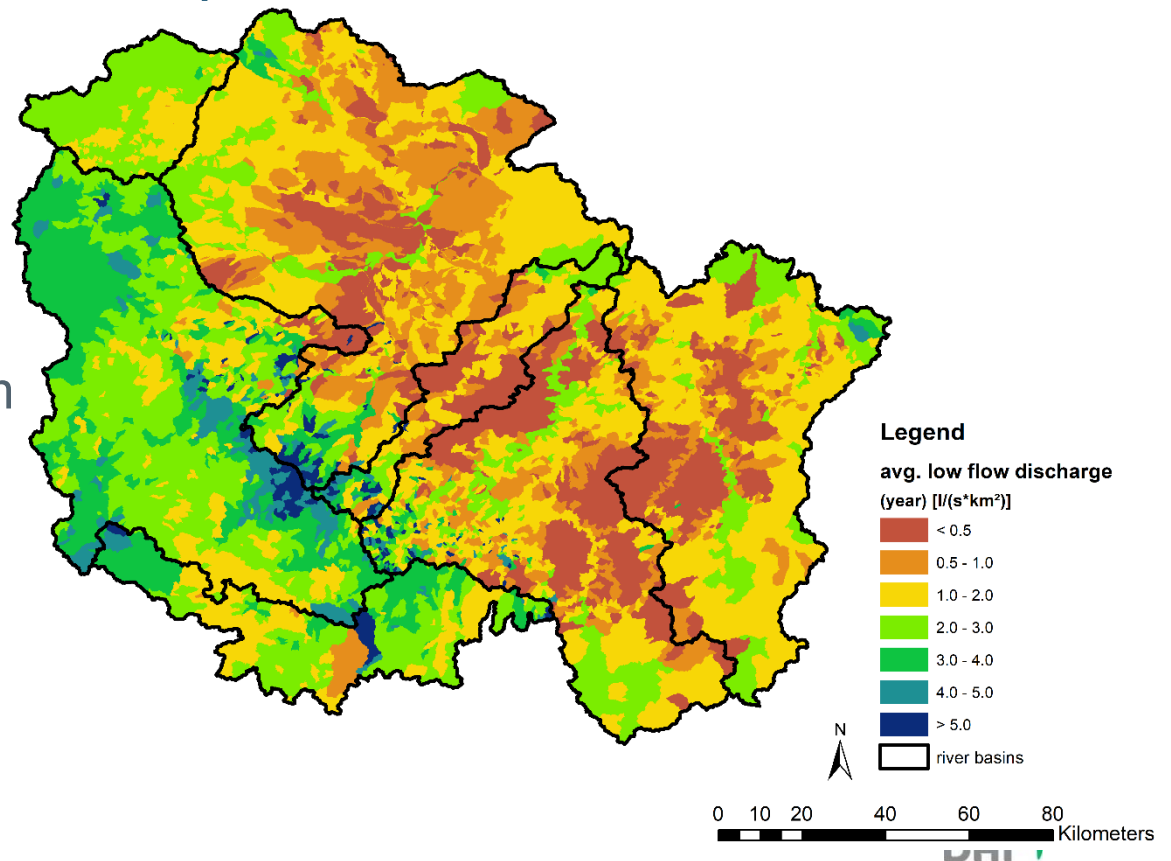 n
Legend
avg. low flow discharge
(year) [l/(s*km²)]
< 0.5
0.5 - 1.0
1.0 - 2.0
2.0 - 3.0
3.0 - 4.0
4.0 - 5.0
> 5.0
river basins
N
0 10 20 40 60 80
Kilometers